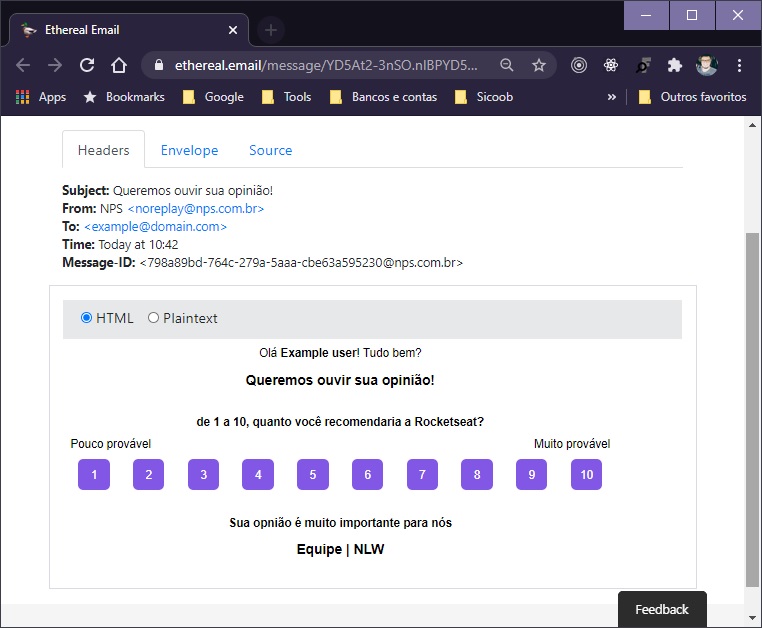 Ethereal Email
ethereal.email/message/YD5At2-3nSO.nIBPYD5...
Apps Bookmarks Google Tools Bancos e contas Sicoob » Outros favoritos
Headers Envelope Source
Subject: Queremos ouvir sua opinião!
From: NPS <noreplay@nps.com.br>
To: <example@domain.com>
Time: Today at 10:42
Message-ID: <798a89bd-764c-279a-5aaa-cbe63a595230@nps.com.br>
HTML Plaintext
Olá Example user! Tudo bem?
Queremos ouvir sua opinião!
de 1 a 10, quanto você recomendaria a Rocketseat?
Pouco provável Muito provável
1 2 3 4 5 6 7 8 9 10
Sua opnião é muito importante para nós
Equipe | NLW
Feedback